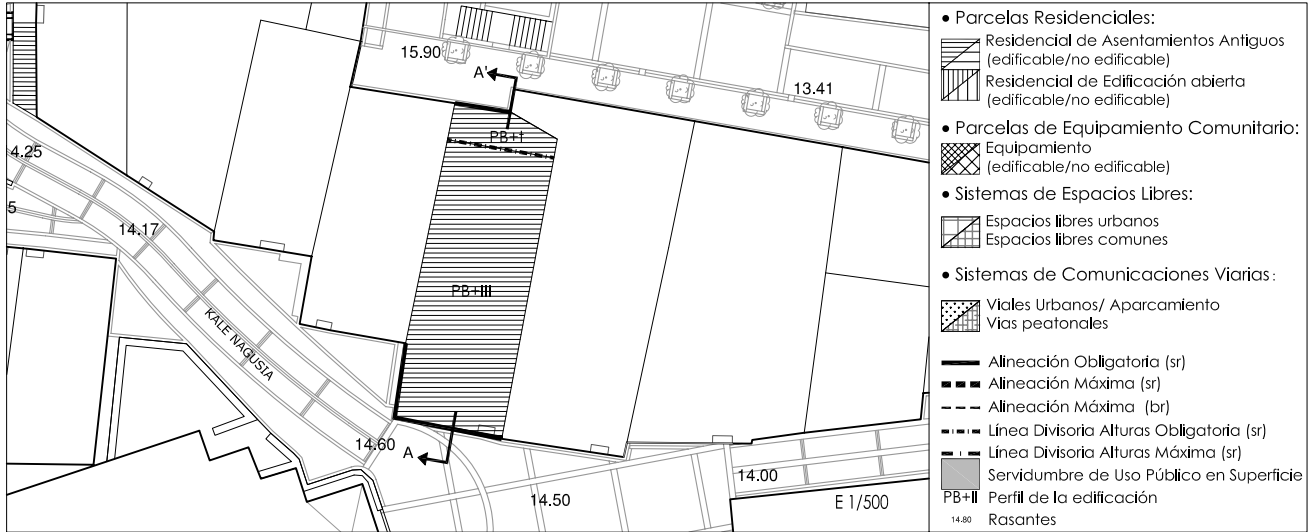 15.90
A'
13.41
PB+I
4.25
5
14.17
PB+III
KALE NAGUSIA
14.60
A
14.50
14.00
E 1/500
• Parcelas Residenciales:
Residencial de Asentamientos Antiguos
(edificable/no edificable)
Residencial de Edificación abierta
(edificable/no edificable)
• Parcelas de Equipamiento Comunitario:
Equipamiento
(edificable/no edificable)
• Sistemas de Espacios Libres:
Espacios libres urbanos
Espacios libres comunes
• Sistemas de Comunicaciones Viarias:
Viales Urbanos/ Aparcamiento
Vias peatonales
Alineación Obligatoria (sr)
Alineación Máxima (sr)
Alineación Máxima (br)
Línea Divisoria Alturas Obligatoria (sr)
Línea Divisoria Alturas Máxima (sr)
Servidumbre de Uso Público en Superficie
PB+II Perfil de la edificación
14.80 Rasantes